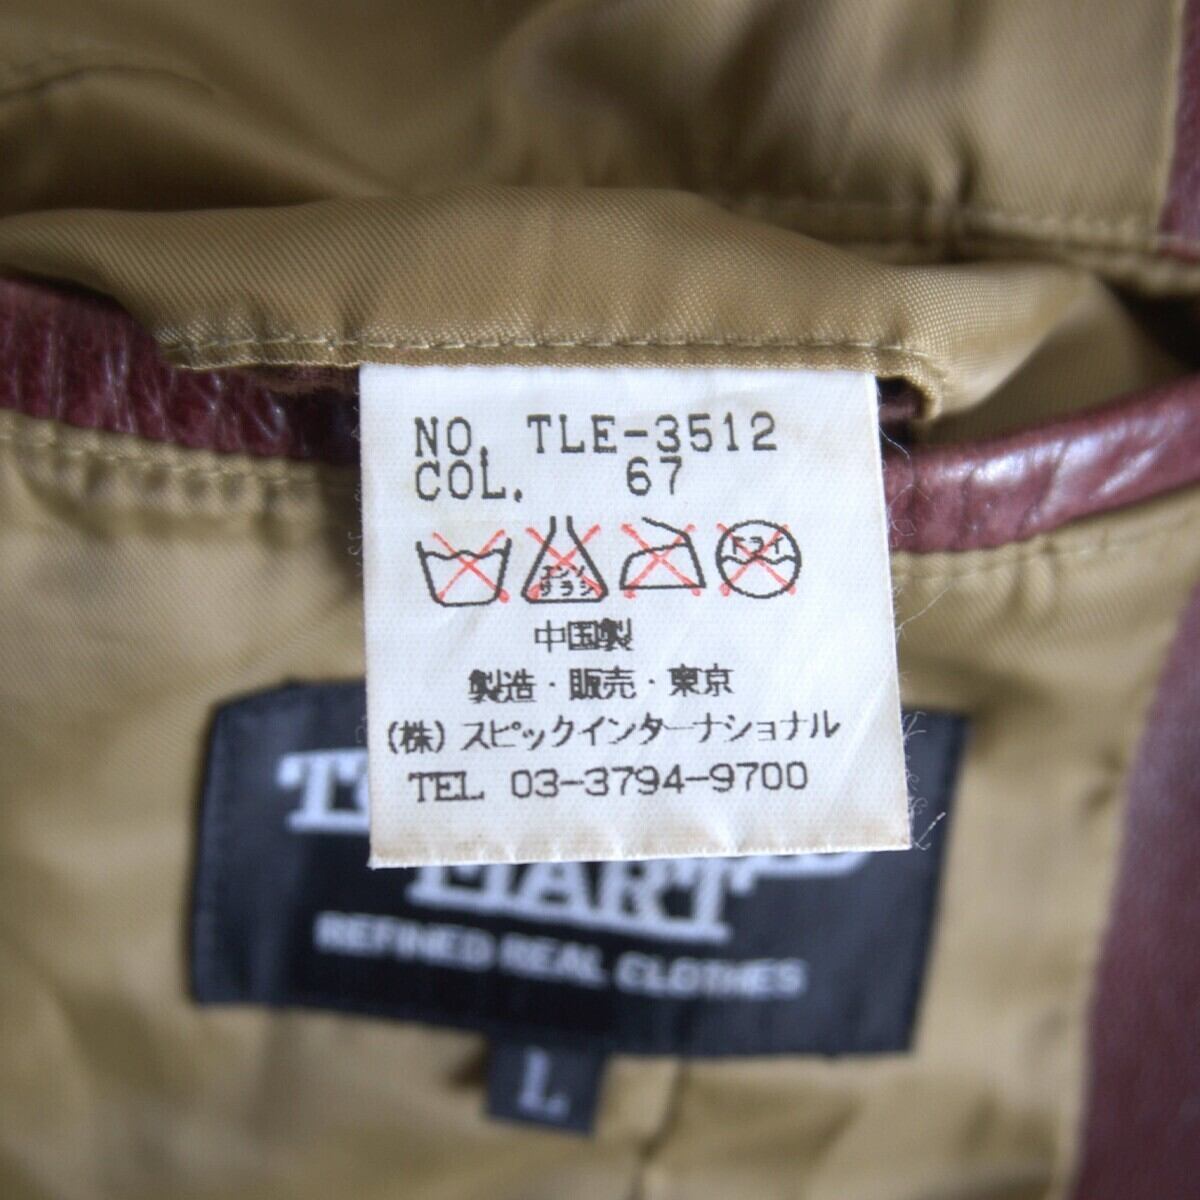 NO. TLE-3512
COL. 67
エンソ
サラシ
ドライ
中国製
製造・販売・東京
(株)スピックインターナショナル
TEL 03-3794-9700
MART
REFINED REAL CLOTHES
L